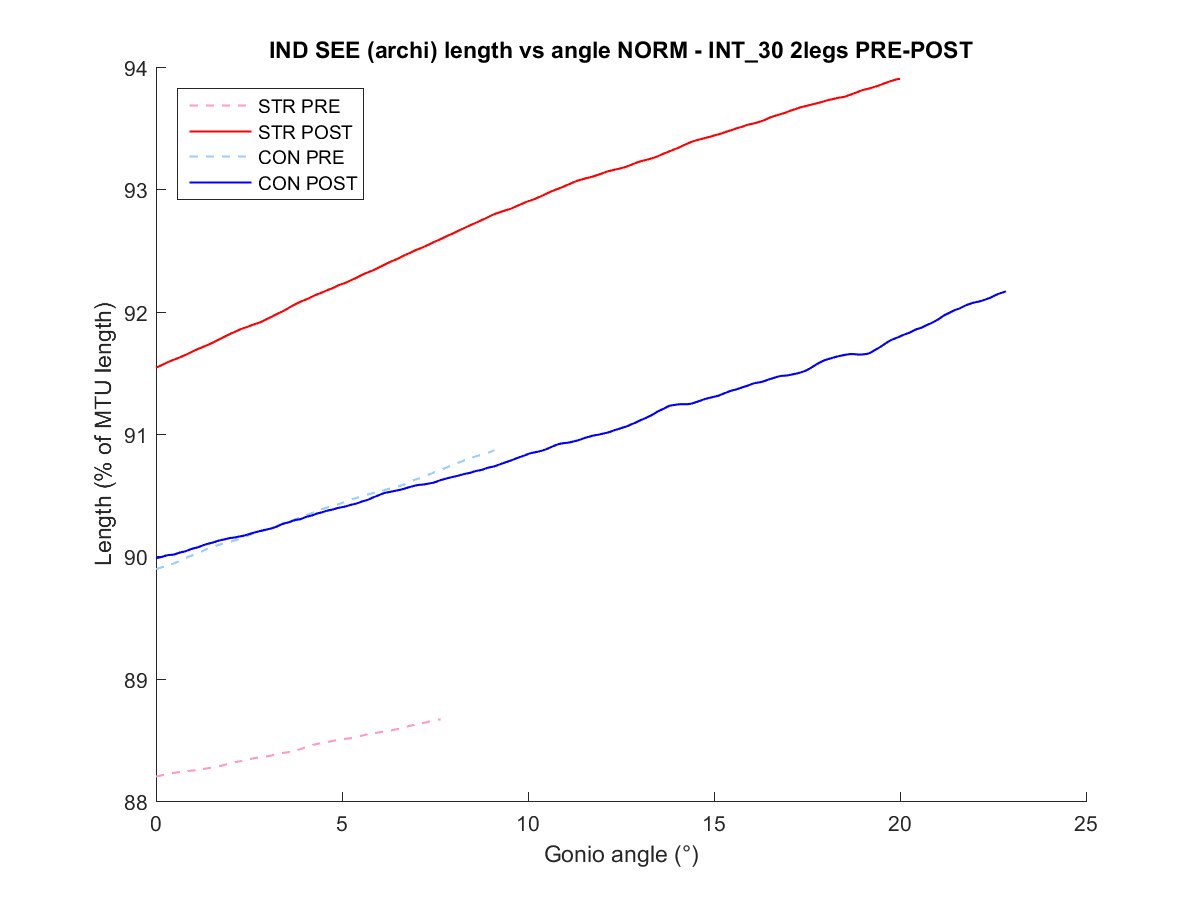 IND SEE (archi) length vs angle NORM - INT_30 2legs PRE-POST
94
93
92
91
90
89
88
Length (% of MTU length)
STR PRE
STR POST
CON PRE
CON POST
0
5
10
15
20
25
Gonio angle (°)